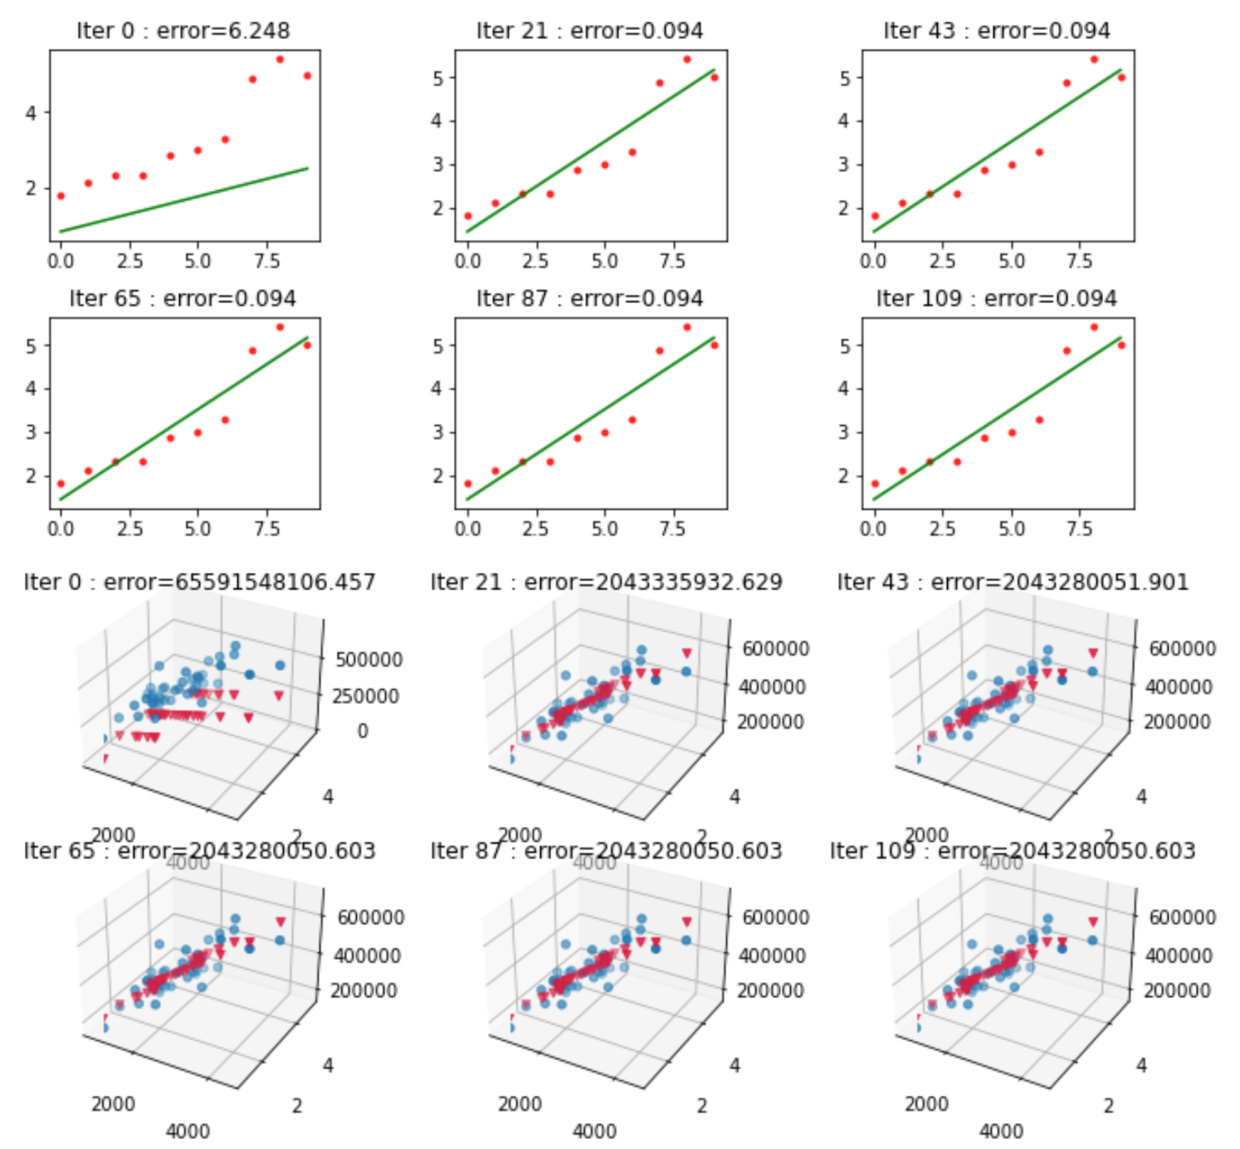 Iter 0 : error=6.248 Iter 21 : error=0.094 Iter 43 : error=0.094
4 5 5
4 4
2 3 3
2 2
0.0 2.5 5.0 7.5 0.0 2.5 5.0 7.5 0.0 2.5 5.0 7.5
Iter 65 : error=0.094 Iter 87 : error=0.094 Iter 109 : error=0.094
5 5 5
4 4 4
3 3 3
2 2 2
0.0 2.5 5.0 7.5 0.0 2.5 5.0 7.5 0.0 2.5 5.0 7.5
Iter 0 : error=65591548106.457 Iter 21 : error=2043335932.629 Iter 43 : error=2043280051.901
500000 600000 600000
250000 400000 400000
0 200000 200000
4 4 4
2000 2 2000 2 2000 2
Iter 65 : error=2043280050.603 Iter 87 : error=2043280050.603 Iter 109 : error=2043280050.603
4000 4000 4000
600000 600000 600000
400000 400000 400000
200000 200000 200000
4 4 4
2000 2 2000 2 2000 2
4000 4000 4000